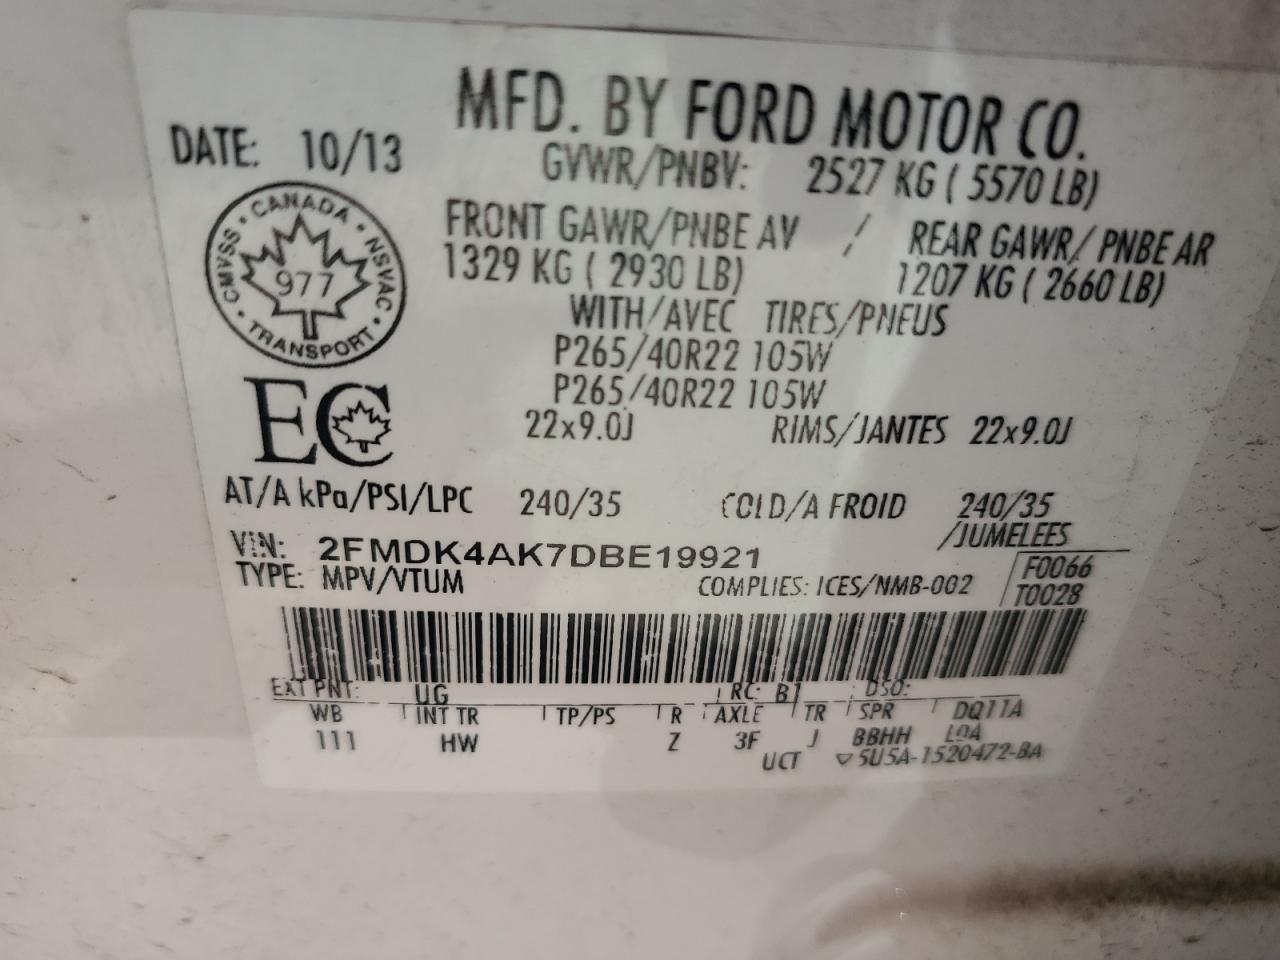 MFD. BY FORD MOTOR CO.
DATE: 10/13
GVWR/PNBV: 2527 KG ( 5570 LB)
FRONT GAWR/PNBE AV / REAR GAWR/ PNBE AR
1329 KG ( 2930 LB) 1207 KG ( 2660 LB)
CANADA · NSVAC · TRANSPORT · CMVSS ·
977
WITH/AVEC TIRES/PNEUS
P265/40R22 105W
P265/40R22 105W
EC
22x9.0J RIMS/JANTES 22x9.0J
AT/A kPa/PSI/LPC 240/35 COLD/A FROID 240/35
/JUMELEES
VIN: 2FMDK4AK7DBE19921
F0066
TYPE: MPV/VTUM COMPLIES: ICES/NMB-002
T0028
EXT PNT: UG RC: B1 DSO:
WB INT TR TP/PS R AXLE TR SPR DQ11A
111 HW Z 3F J BBHH LOA
UCT ▽5U5A-1520472-BA